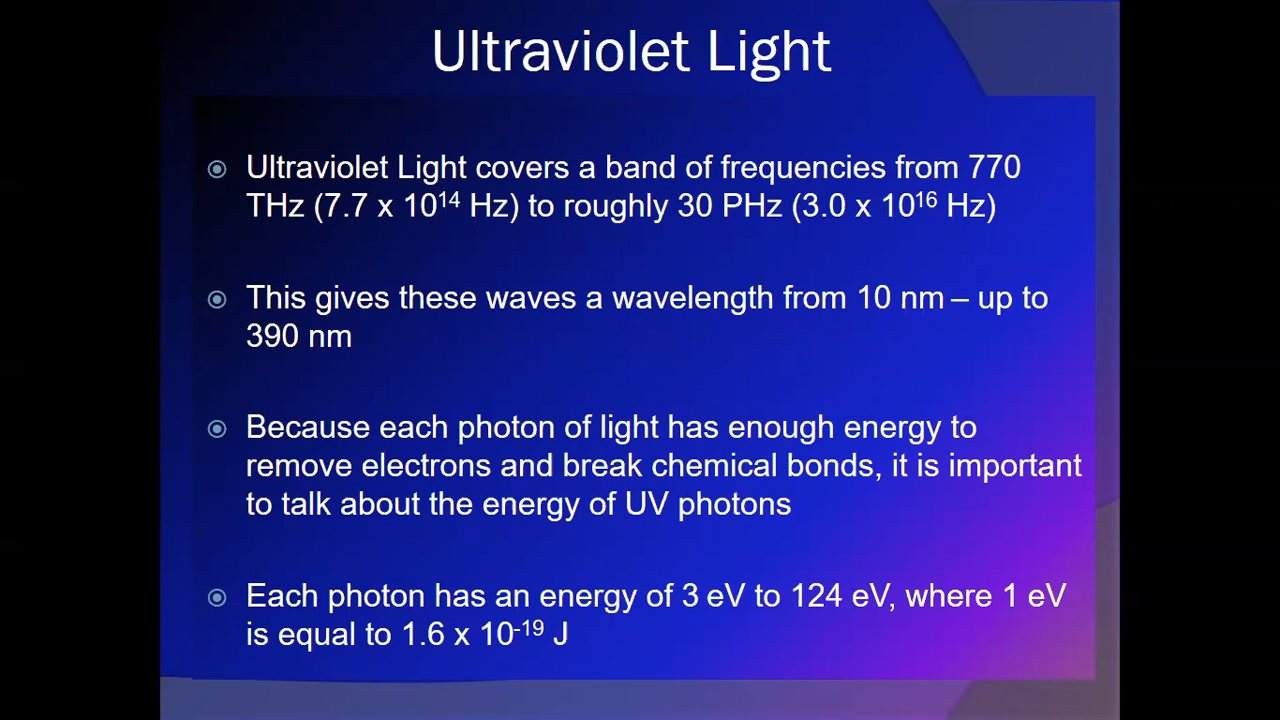 Ultraviolet Light
Ultraviolet Light covers a band of frequencies from 770
THz (7.7 x 10¹⁴ Hz) to roughly 30 PHz (3.0 x 10¹⁶ Hz)
This gives these waves a wavelength from 10 nm – up to
390 nm
Because each photon of light has enough energy to
remove electrons and break chemical bonds, it is important
to talk about the energy of UV photons
Each photon has an energy of 3 eV to 124 eV, where 1 eV
is equal to 1.6 x 10⁻¹⁹ J